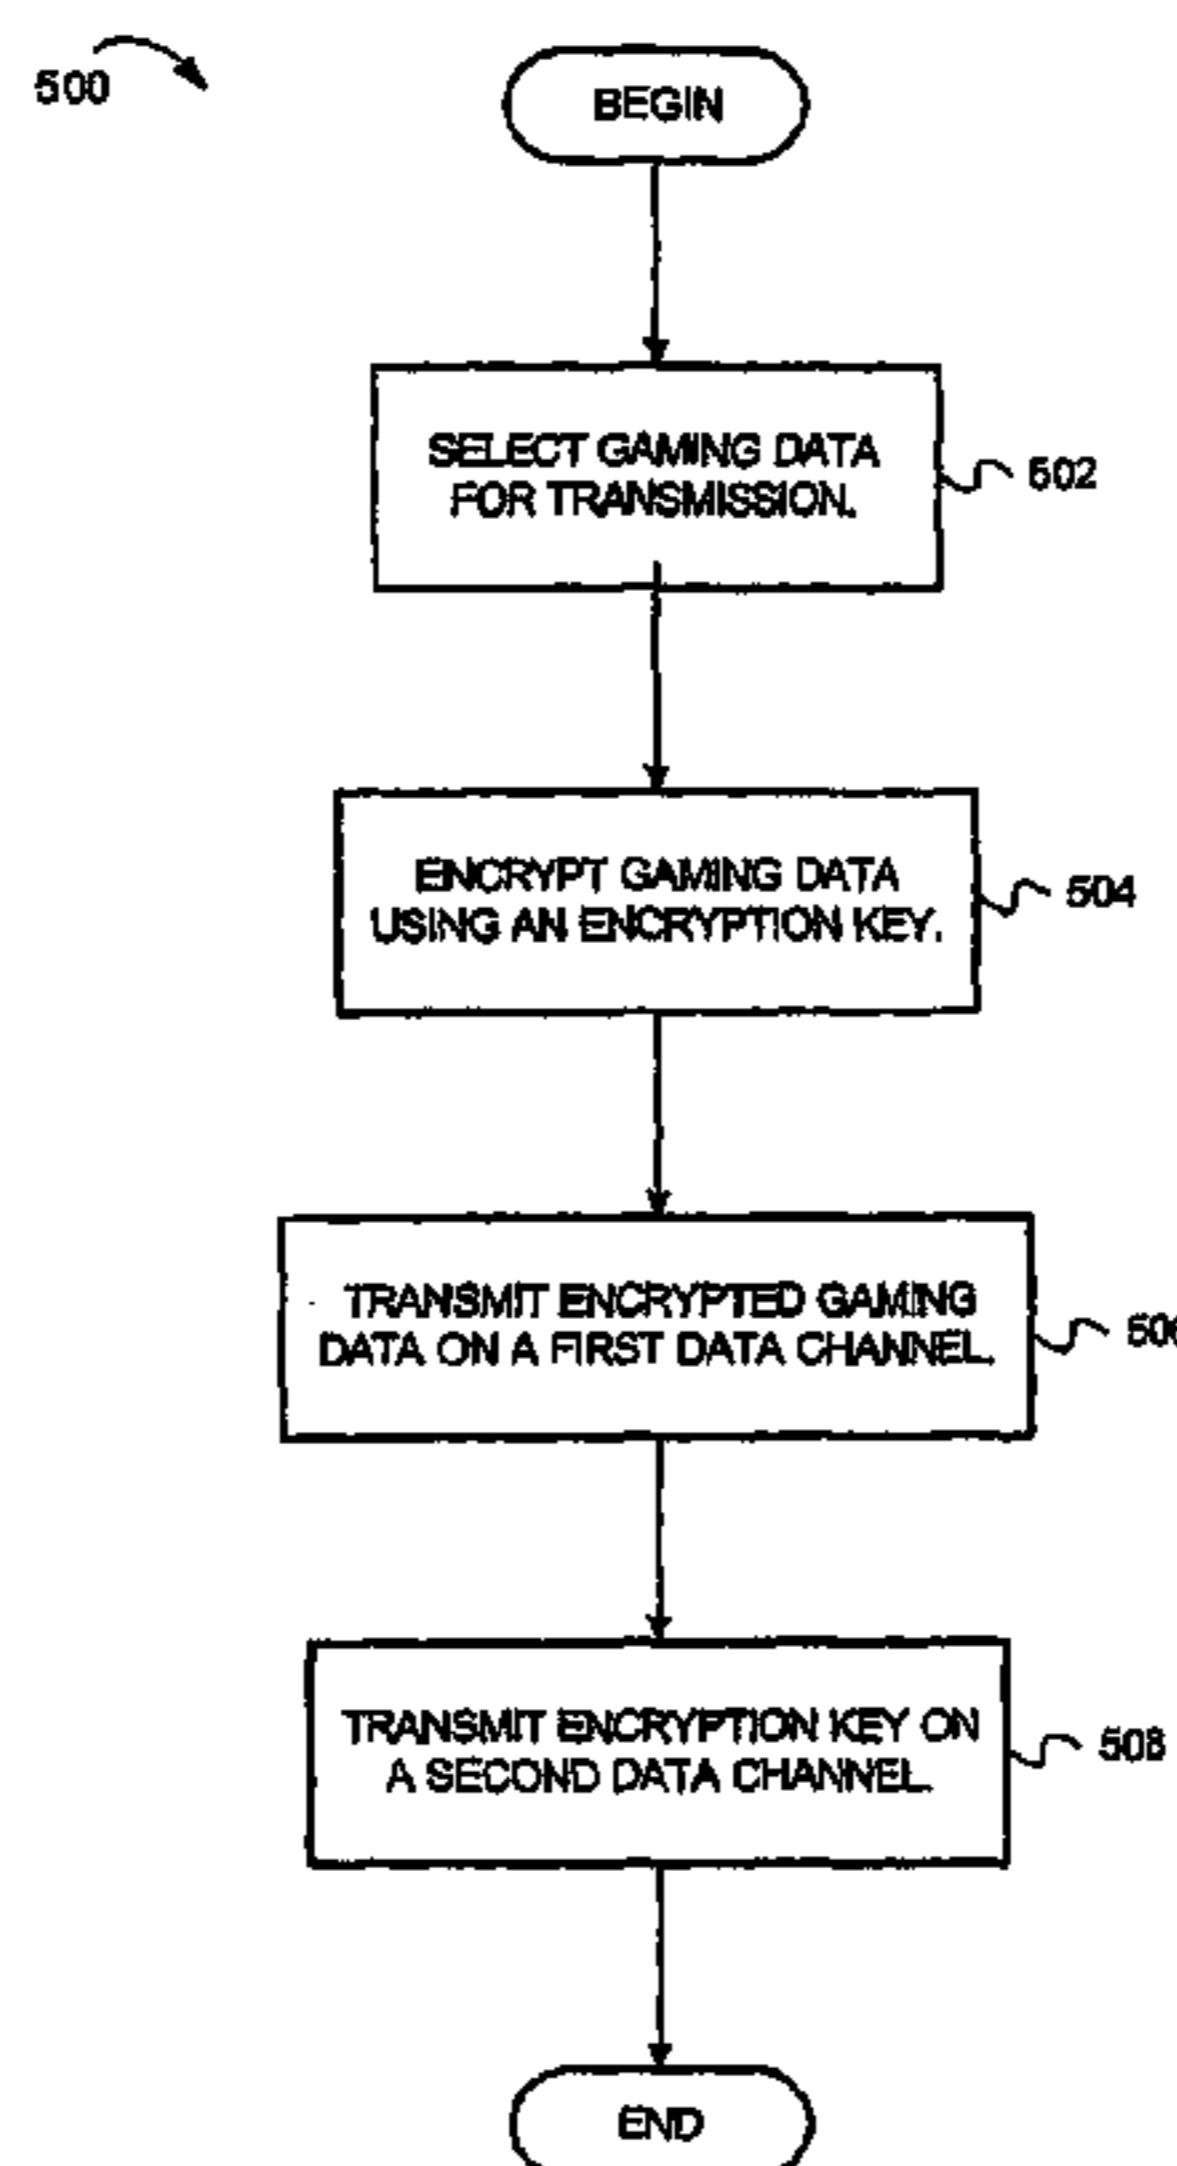 500
BEGIN
SELECT GAMING DATA
FOR TRANSMISSION.
502
ENCRYPT GAMING DATA
USING AN ENCRYPTION KEY.
504
TRANSMIT ENCRYPTED GAMING
DATA ON A FIRST DATA CHANNEL.
506
TRANSMIT ENCRYPTION KEY ON
A SECOND DATA CHANNEL.
508
END